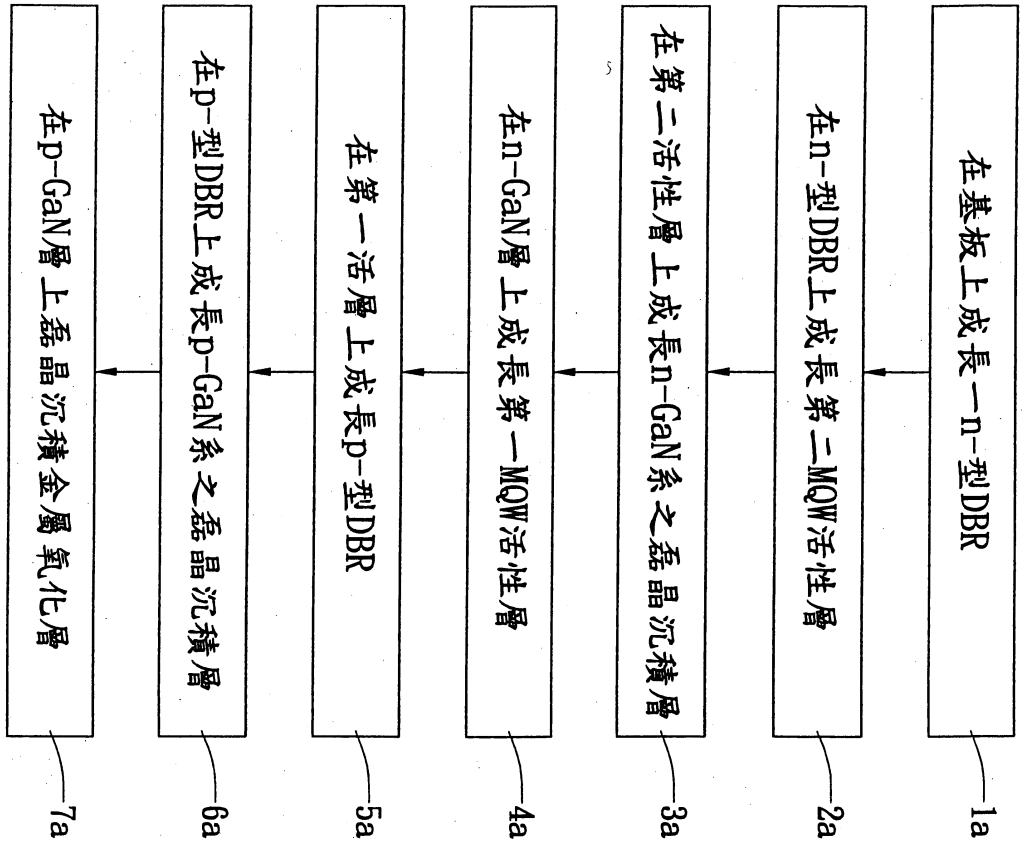 在基板上成長一n-型DBR
1a
在n-型DBR上成長第二MQW活性層
2a
在第二活性層上成長n-GaN系之磊晶沉積層
3a
在n-GaN層上成長第一MQW活性層
4a
在第一活層上成長p-型DBR
5a
在p-型DBR上成長p-GaN系之磊晶沉積層
6a
在p-GaN層上磊晶沉積金屬氧化層
7a